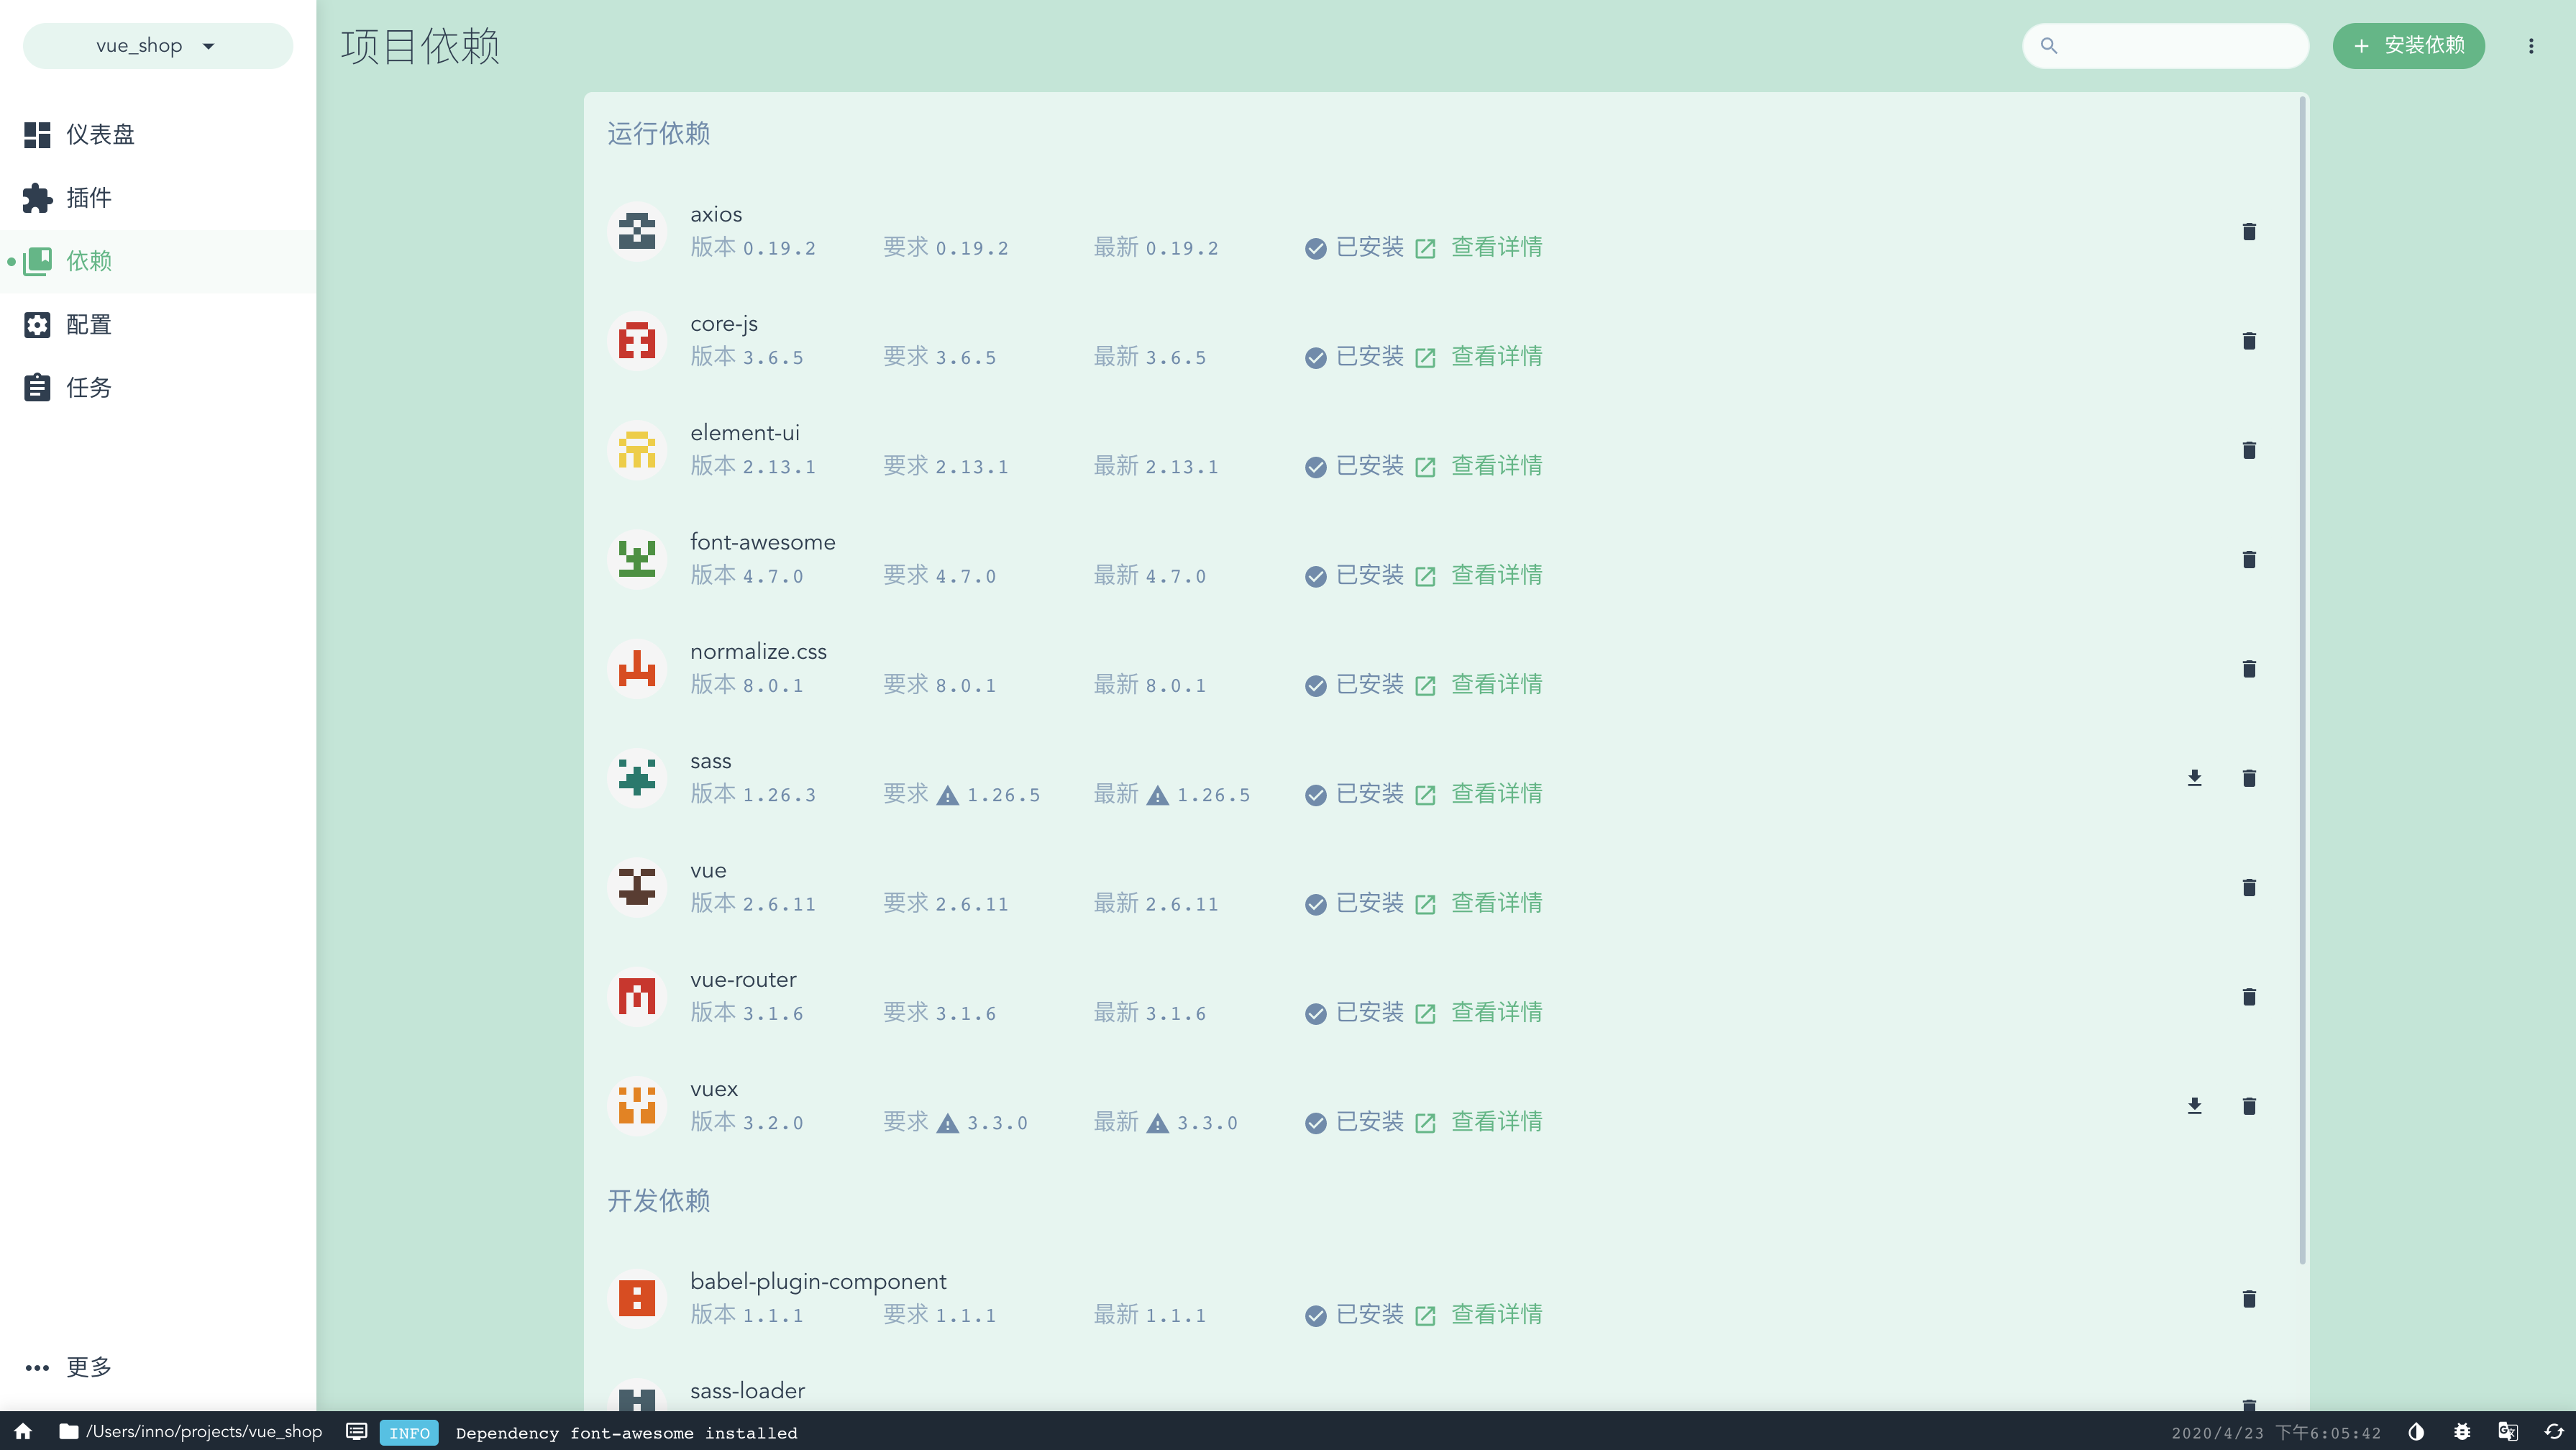 vue_shop
项目依赖
安装依赖
仪表盘
插件
依赖
配置
任务
更多
运行依赖
axios
版本 0.19.2 要求 0.19.2 最新 0.19.2 已安装 查看详情
core-js
版本 3.6.5 要求 3.6.5 最新 3.6.5 已安装 查看详情
element-ui
版本 2.13.1 要求 2.13.1 最新 2.13.1 已安装 查看详情
font-awesome
版本 4.7.0 要求 4.7.0 最新 4.7.0 已安装 查看详情
normalize.css
版本 8.0.1 要求 8.0.1 最新 8.0.1 已安装 查看详情
sass
版本 1.26.3 要求 1.26.5 最新 1.26.5 已安装 查看详情
vue
版本 2.6.11 要求 2.6.11 最新 2.6.11 已安装 查看详情
vue-router
版本 3.1.6 要求 3.1.6 最新 3.1.6 已安装 查看详情
vuex
版本 3.2.0 要求 3.3.0 最新 3.3.0 已安装 查看详情
开发依赖
babel-plugin-component
版本 1.1.1 要求 1.1.1 最新 1.1.1 已安装 查看详情
sass-loader
/Users/inno/projects/vue_shop INFO Dependency font-awesome installed 2020/4/23 下午6:05:42